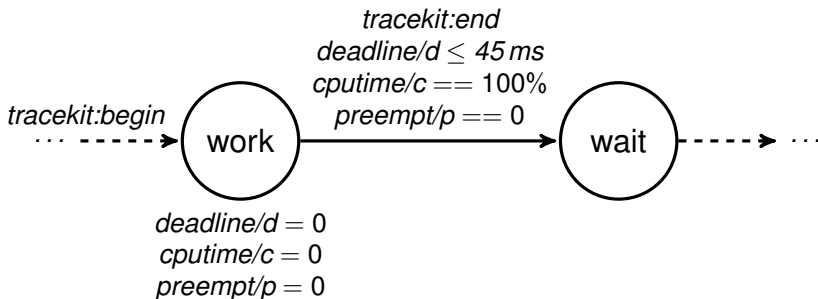 tracekit:end
deadline/d ≤ 45 ms
cputime/c == 100%
preempt/p == 0
tracekit:begin
... work wait ...
deadline/d = 0
cputime/c = 0
preempt/p = 0